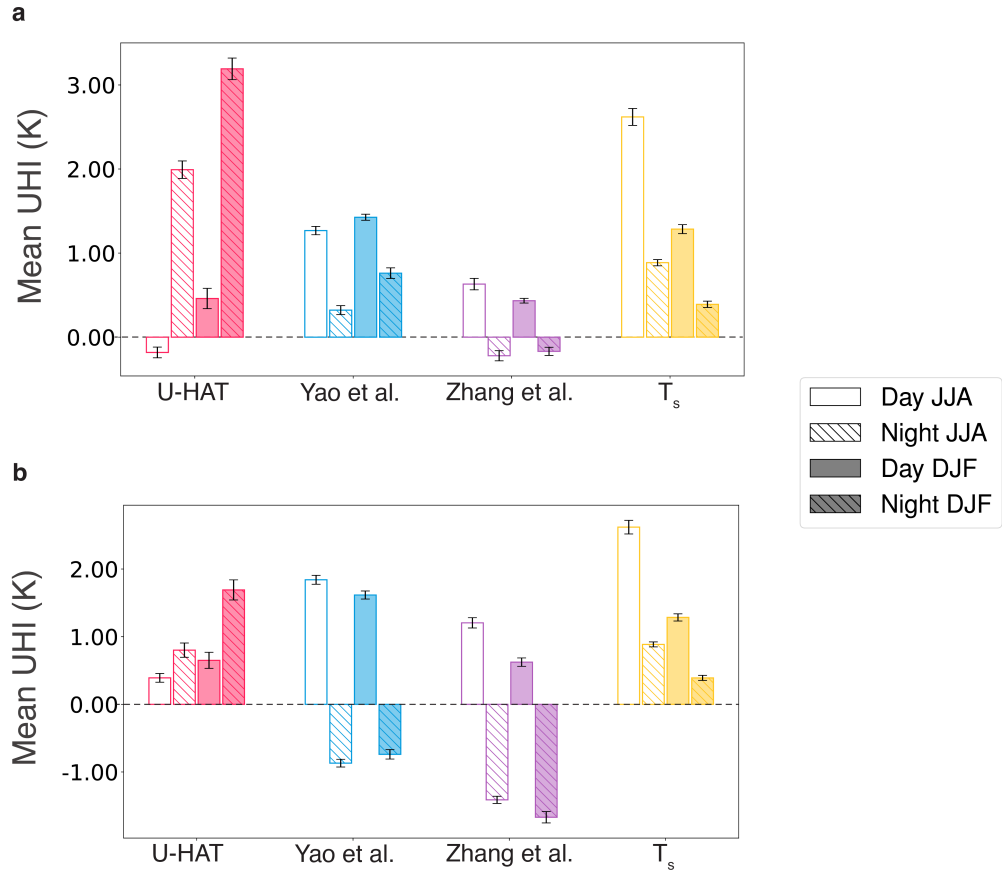 a
Mean UHI (K)
3.00
2.00
1.00
0.00
U-HAT
Yao et al.
Zhang et al.
Ts
Day JJA
Night JJA
Day DJF
Night DJF
b
Mean UHI (K)
2.00
1.00
0.00
-1.00
U-HAT
Yao et al.
Zhang et al.
Ts